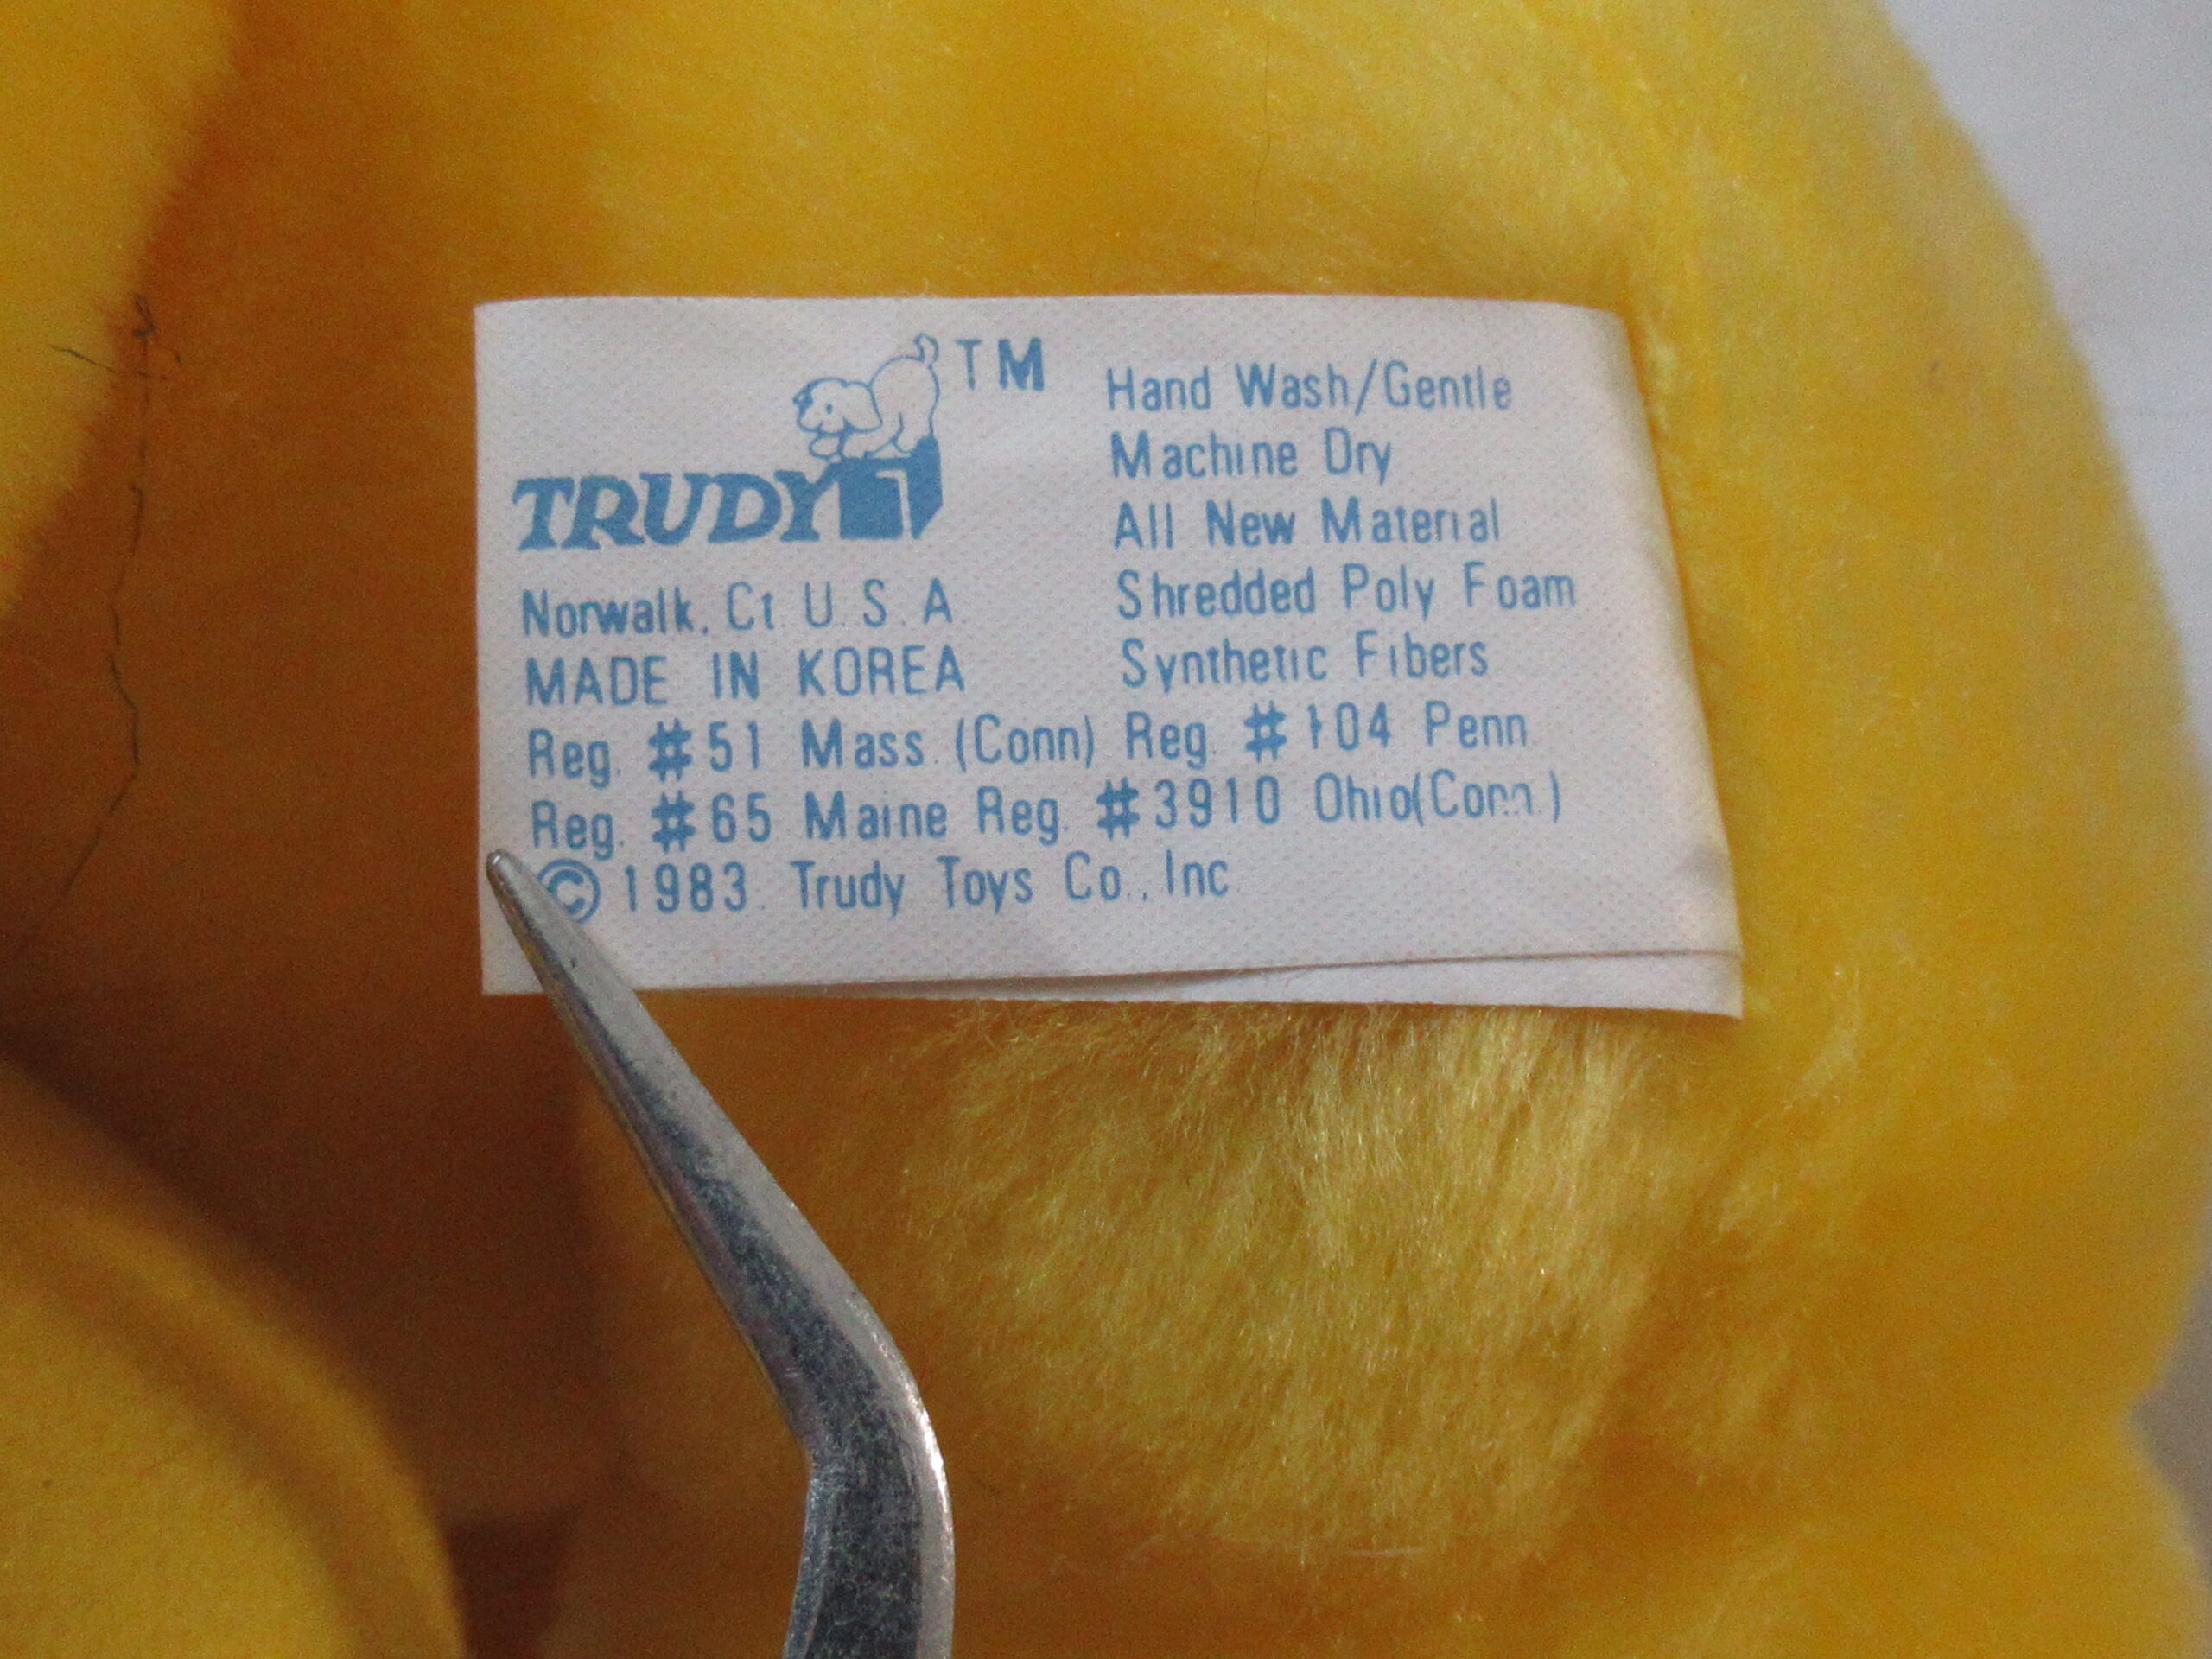 TRUDY TM
Norwalk, Ct U.S.A.
MADE IN KOREA
Hand Wash/Gentle
Machine Dry
All New Material
Shredded Poly Foam
Synthetic Fibers
Reg. #51 Mass. (Conn) Reg. #104 Penn.
Reg. #65 Maine Reg. #3910 Ohio(Conn.)
© 1983. Trudy Toys Co., Inc.